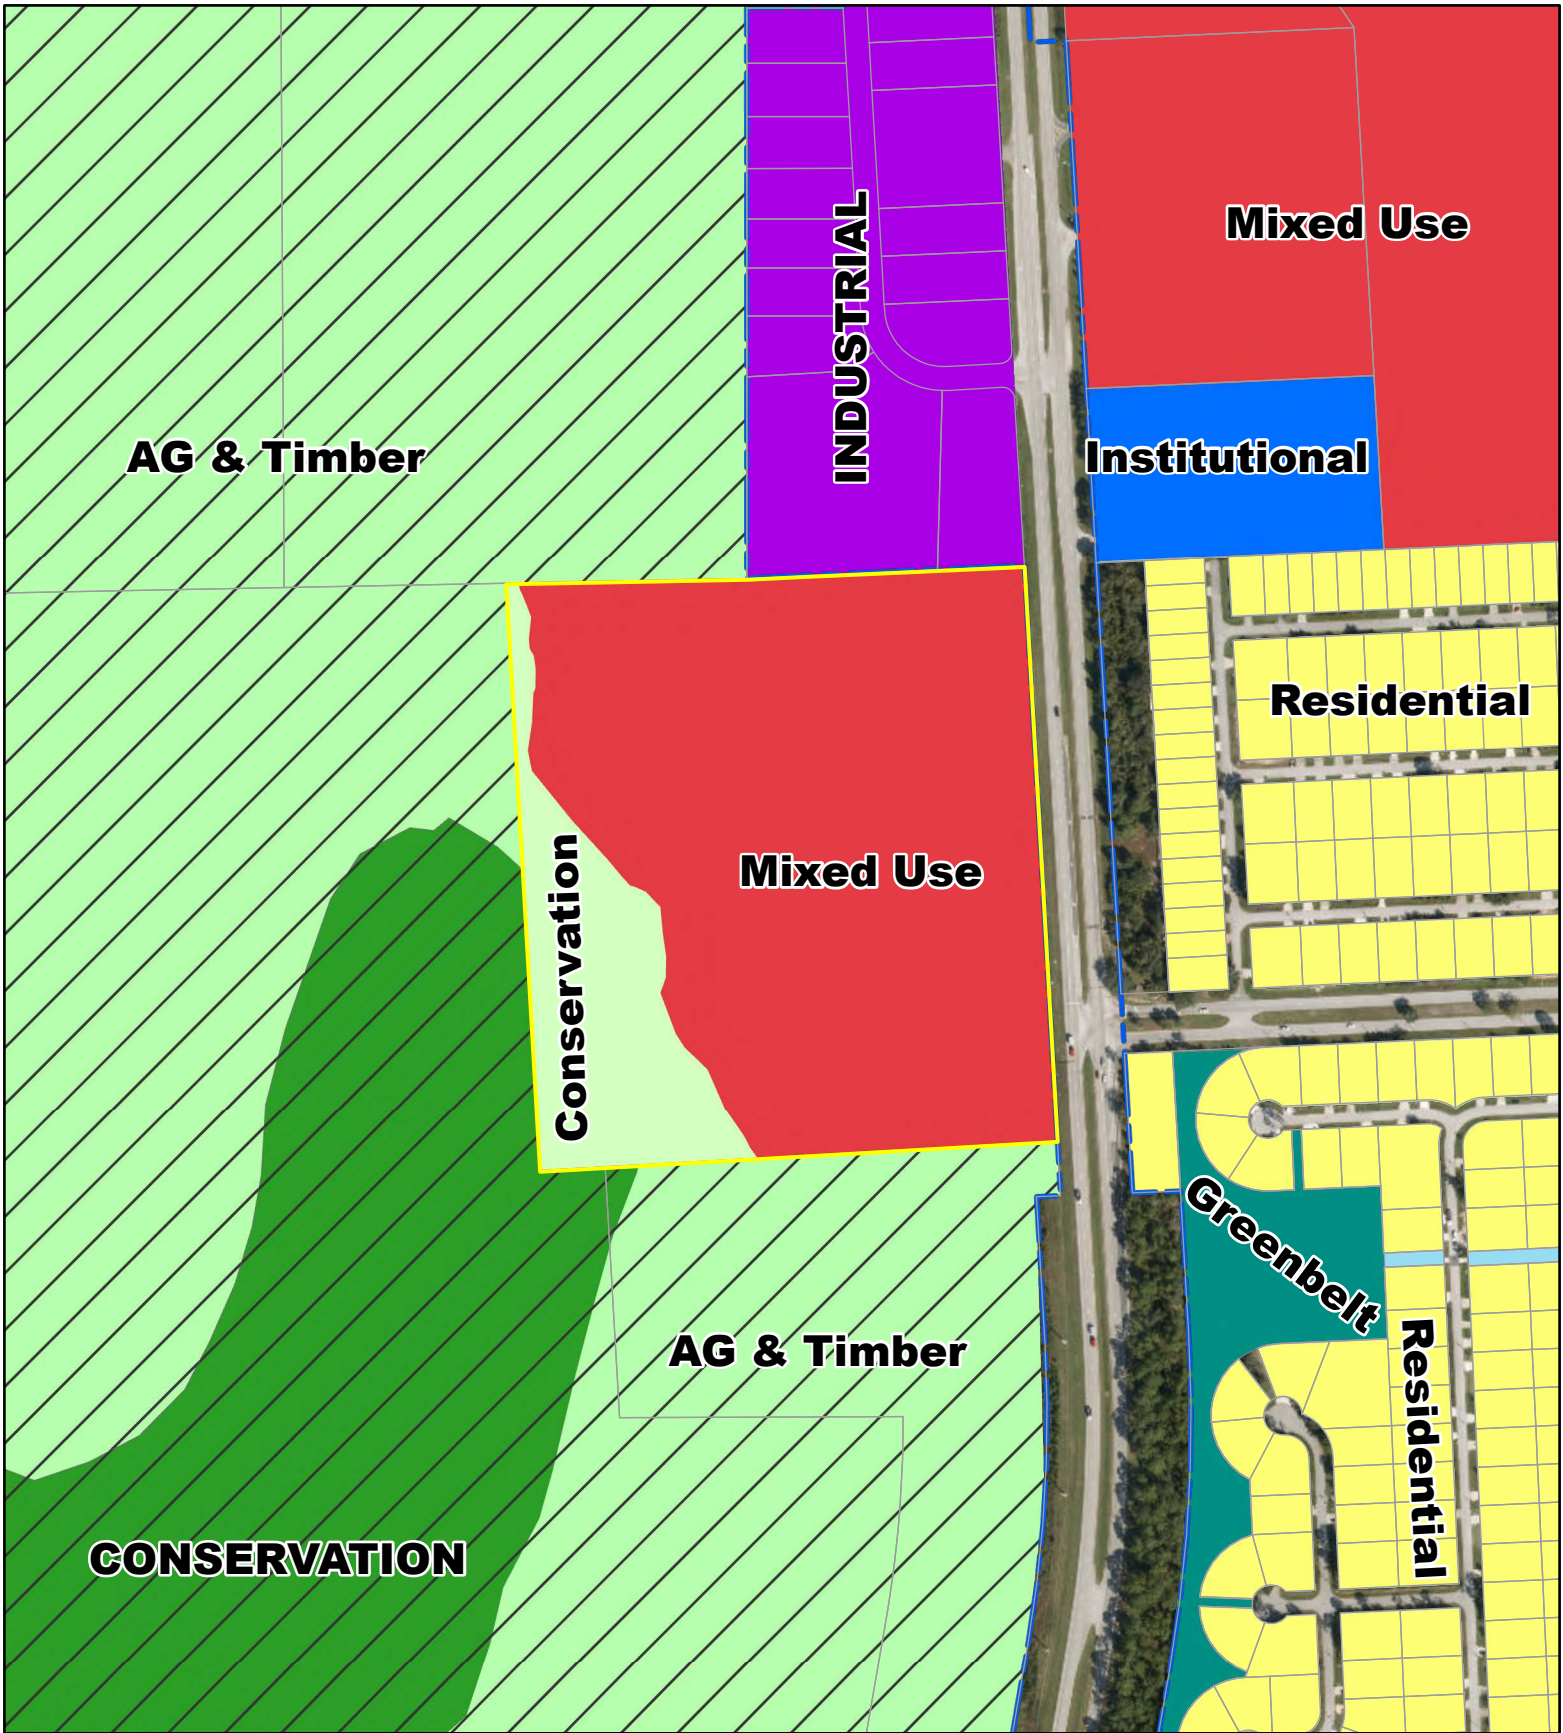 Mixed Use
INDUSTRIAL
AG & Timber
Institutional
Residential
Mixed Use
Conservation
Greenbelt
AG & Timber
Residential
CONSERVATION